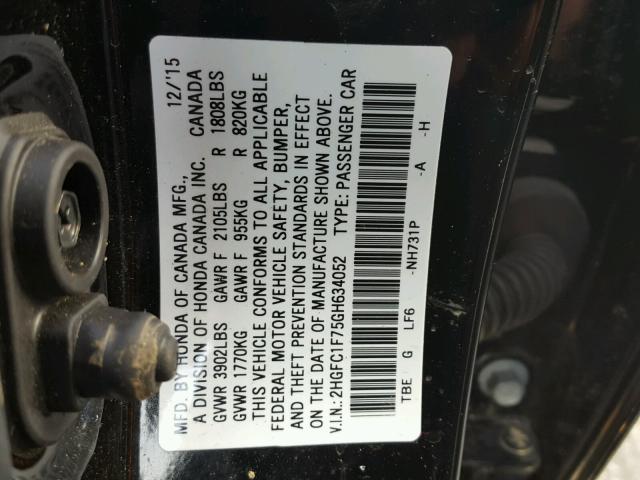 MFD. BY HONDA OF CANADA MFG., 12/'15
A DIVISION OF HONDA CANADA INC. CANADA
GVWR 3902LBS GAWR F 2105LBS R 1808LBS
GVWR 1770KG GAWR F 955KG R 820KG
THIS VEHICLE CONFORMS TO ALL APPLICABLE
FEDERAL MOTOR VEHICLE SAFETY, BUMPER,
AND THEFT PREVENTION STANDARDS IN EFFECT
ON THE DATE OF MANUFACTURE SHOWN ABOVE.
V.I.N.: 2HGFC1F75GH634052 TYPE: PASSENGER CAR
TBE G LF6 -NH731P -A -H